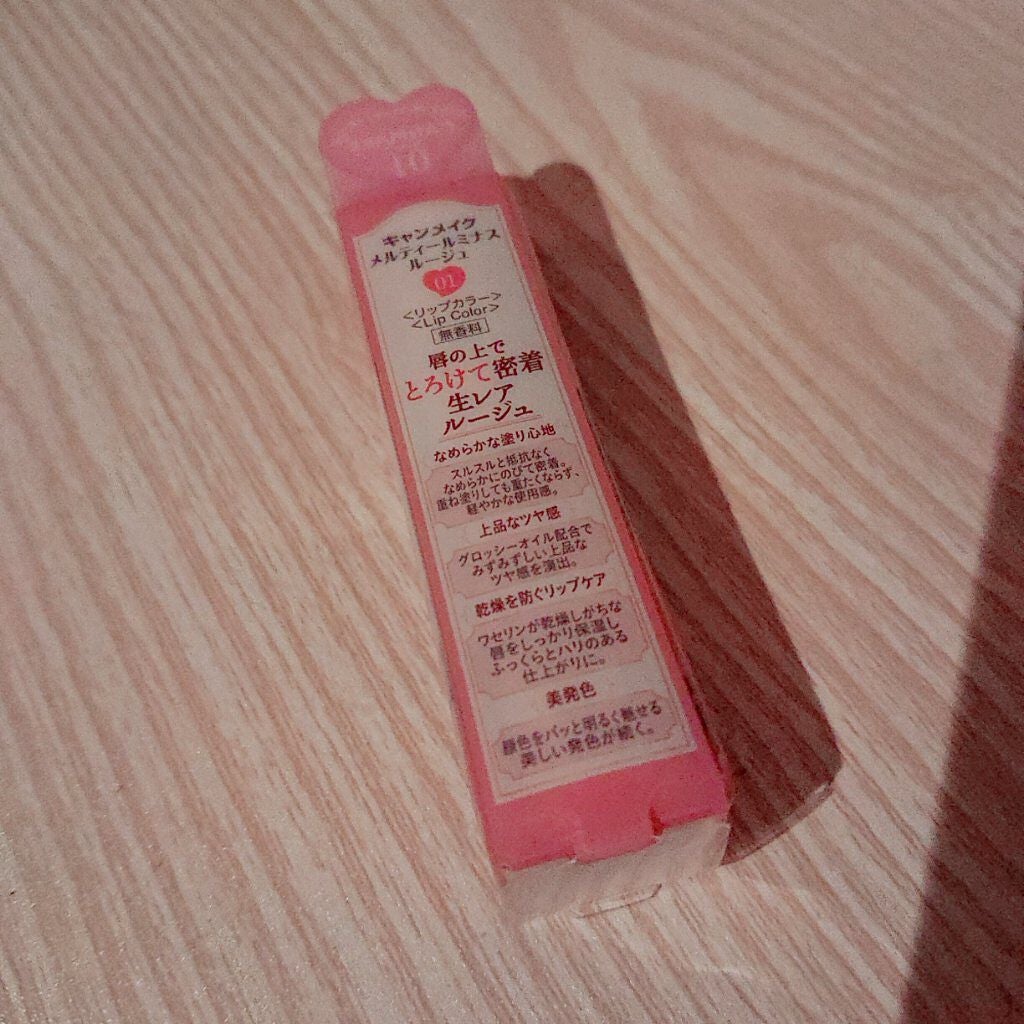 キャンメイク
メルティールミナス
ルージュ
01
<リップカラー>
<Lip Color>
無香料
唇の上で
とろけて密着
生レア
ルージュ
なめらかな塗り心地
スルスルと抵抗なく
なめらかにのびて密着。
重ね塗りしても重たくならず、
軽やかな使用感。
上品なツヤ感
グロッシーオイル配合で
みずみずしい上品な
ツヤ感を演出。
乾燥を防ぐリップケア
ワセリンが乾燥しがちな
唇をしっかり保湿し
ふっくらとハリのある
仕上がりに。
美発色
顔色をパッと明るく魅せる
美しい発色が続く。